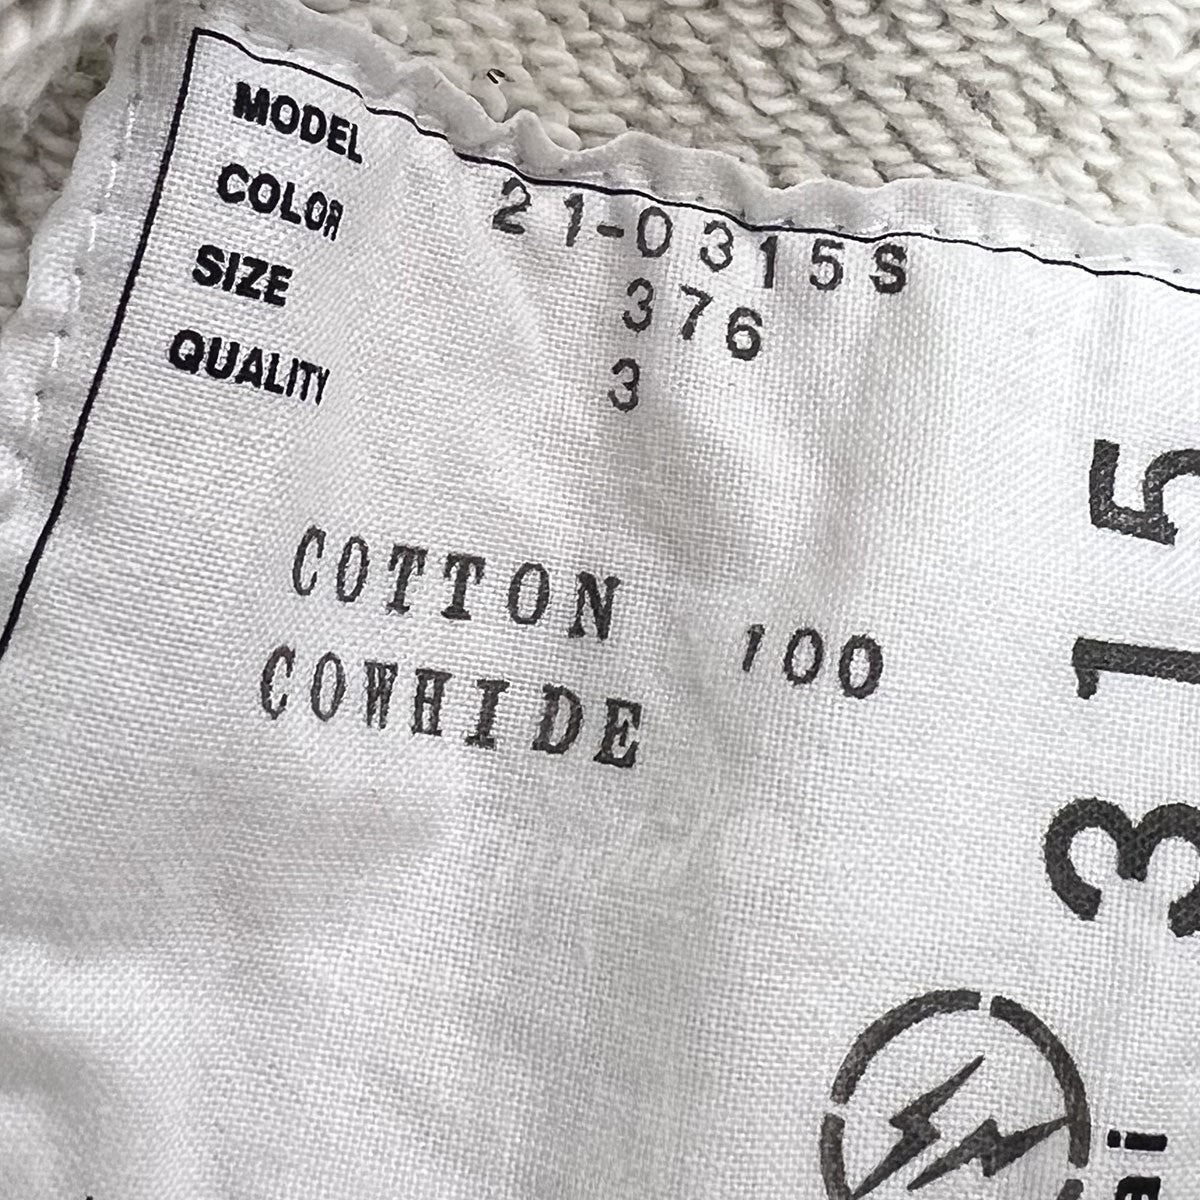 MODEL 21-0315S
COLOR 376
SIZE 3
QUALITY
COTTON 100
COWHIDE
315